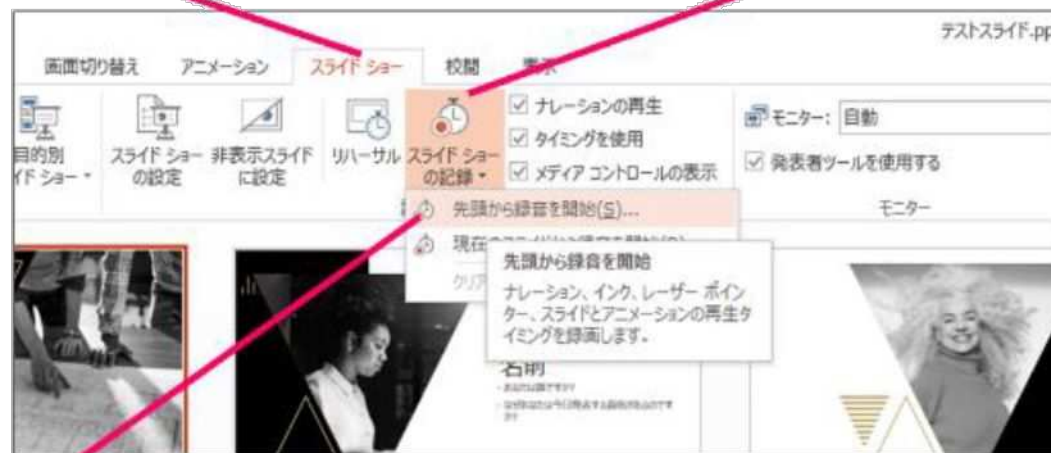 テストスライド.pp
画面切り替え アニメーション スライド ショー 校閲 表示
目的別
イド ショー
スライド ショー
の設定
非表示スライド
に設定
リハーサル
スライド ショー
の記録
ナレーションの再生
タイミングを使用
メディア コントロールの表示
モニター: 自動
発表者ツールを使用する
モニター
先頭から録音を開始(S)...
先頭から録音を開始
ナレーション、インク、レーザー ポイン
ター、スライドとアニメーションの再生タ
イミングを録画します。
名前